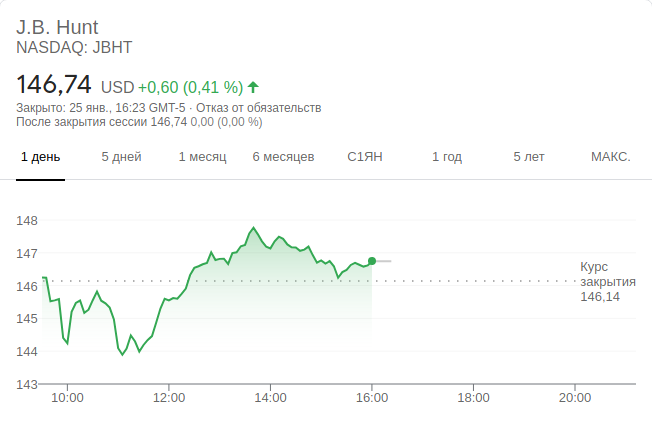 J.B. Hunt
NASDAQ: JBHT
146,74 USD +0,60 (0,41 %)
Закрыто: 25 янв., 16:23 GMT-5 · Отказ от обязательств
После закрытия сессии 146,74 0,00 (0,00 %)
1 день 5 дней 1 месяц 6 месяцев С1ЯН 1 год 5 лет МАКС.
148
147
146
145
144
143
Курс
закрытия
146,14
10:00 12:00 14:00 16:00 18:00 20:00